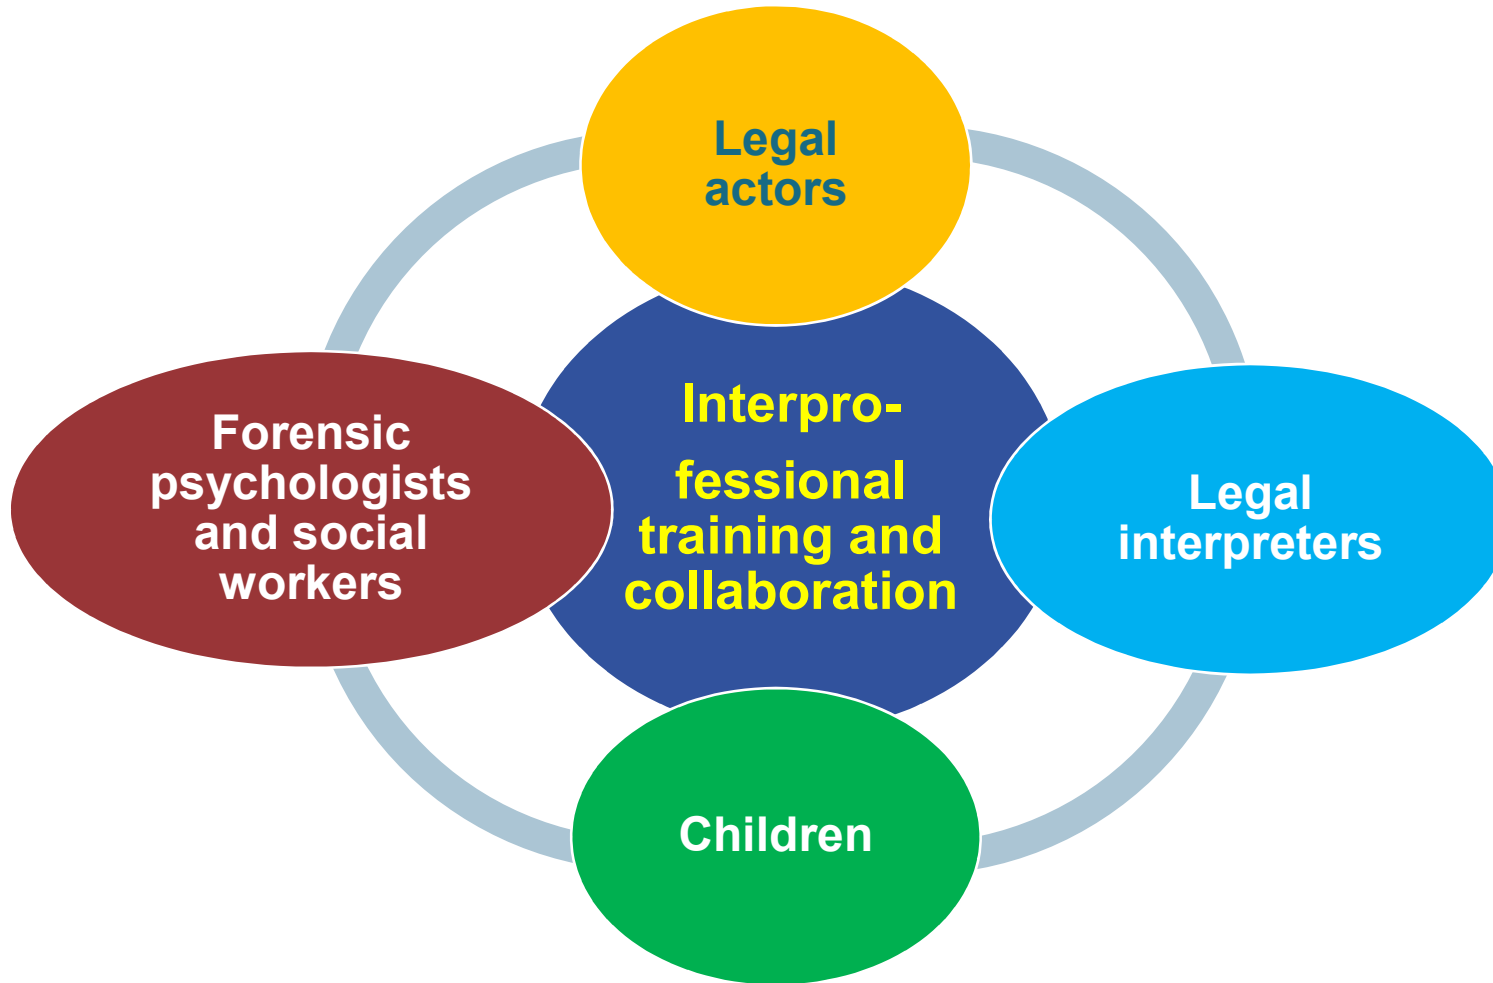 Legal
actors
Interpro-
fessional
training and
collaboration
Forensic
psychologists
and social
workers
Legal
interpreters
Children